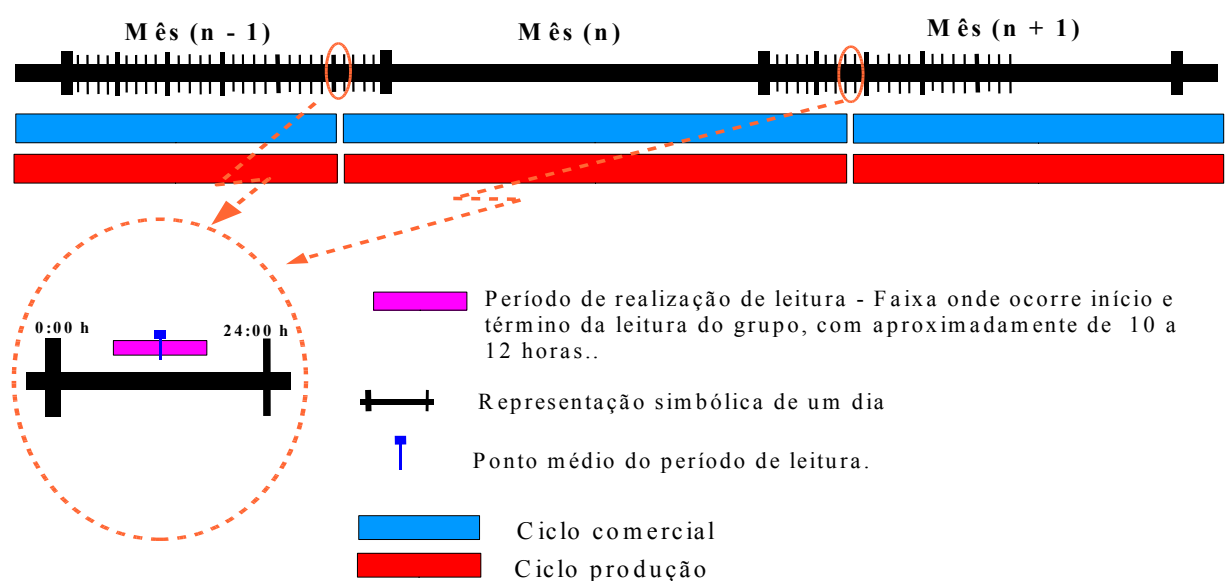 Mês (n - 1)
Mês (n)
Mês (n + 1)
0:00 h
24:00 h
Período de realização de leitura - Faixa onde ocorre início e
término da leitura do grupo, com aproximadamente de 10 a
12 horas..
Representação simbólica de um dia
Ponto médio do período de leitura.
Ciclo comercial
Ciclo produção